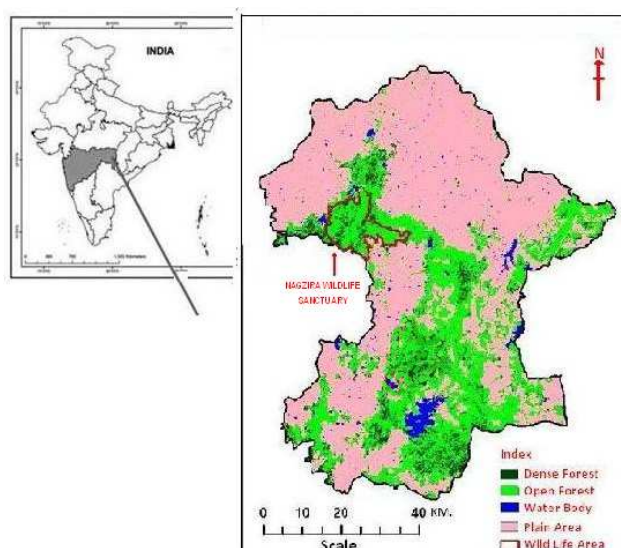 INDIA
N
NAGZIRA WILDLIFE
SANCTUARY
Index
Dense Forest
Open Forest
Water Body
Plain Area
Wild Life Area
0 10 20 40 KM.
Scale